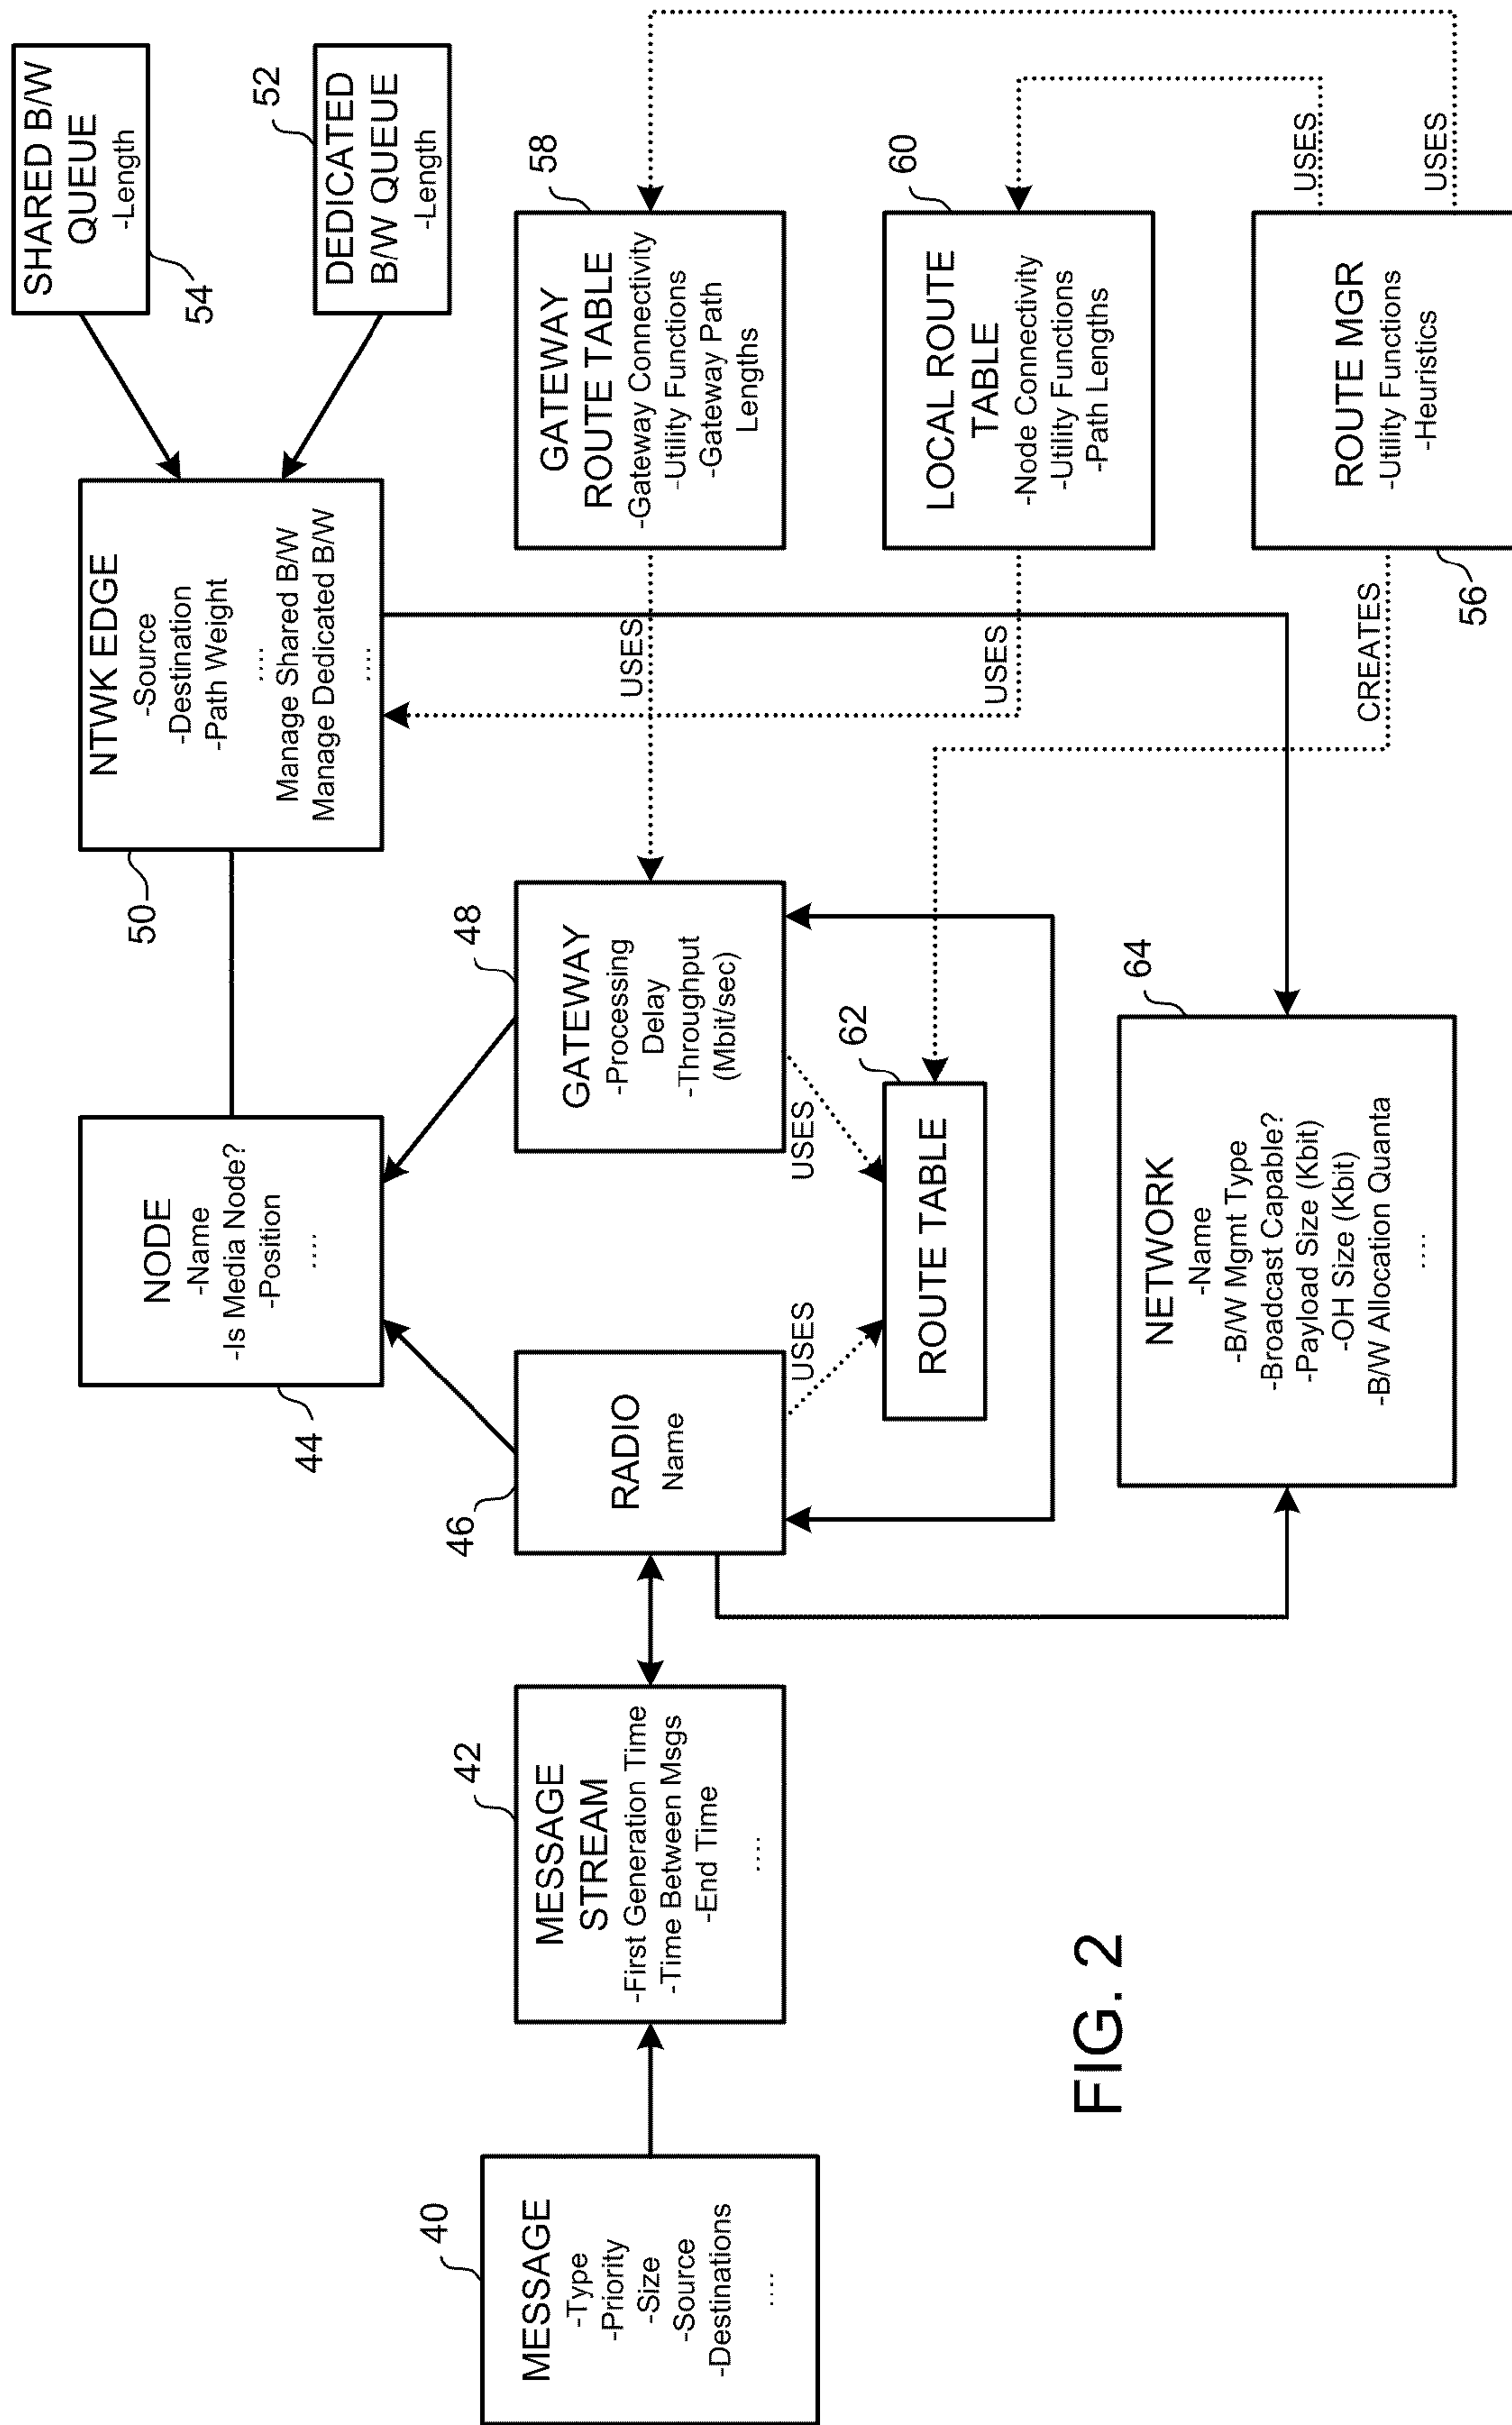 SHARED B/W
QUEUE
-Length
54
DEDICATED
B/W QUEUE
-Length
52
NTWK EDGE
-Source
-Destination
-Path Weight
....
Manage Shared B/W
Manage Dedicated B/W
....
50
NODE
-Name
-Is Media Node?
-Position
....
44
MESSAGE
-Type
-Priority
-Size
-Source
-Destinations
....
40
MESSAGE
STREAM
-First Generation Time
-Time Between Msgs
-End Time
....
42
RADIO
Name
46
GATEWAY
-Processing
Delay
-Throughput
(Mbit/sec)
48
GATEWAY
ROUTE TABLE
-Gateway Connectivity
-Utility Functions
-Gateway Path
Lengths
58
USES
USES
USES
ROUTE TABLE
62
LOCAL ROUTE
TABLE
-Node Connectivity
-Utility Functions
-Path Lengths
60
USES
NETWORK
-Name
-B/W Mgmt Type
-Broadcast Capable?
-Payload Size (Kbit)
-OH Size (Kbit)
-B/W Allocation Quanta
....
64
ROUTE MGR
-Utility Functions
-Heuristics
56
CREATES
USES
USES
FIG. 2